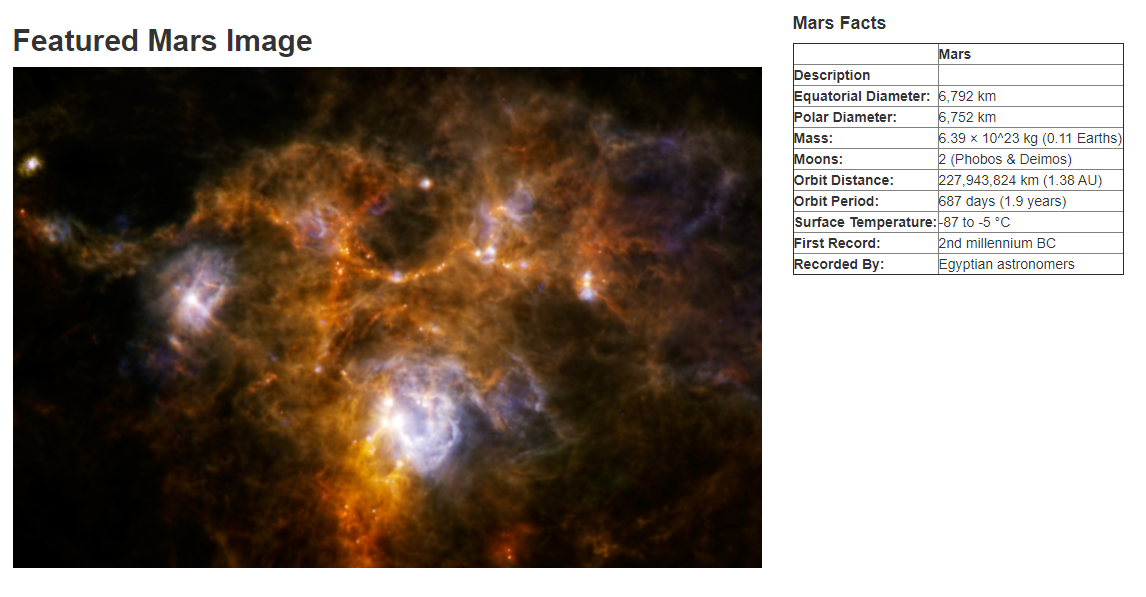 Featured Mars Image
Mars Facts
Mars
Description
Equatorial Diameter: 6,792 km
Polar Diameter: 6,752 km
Mass: 6.39 × 10^23 kg (0.11 Earths)
Moons: 2 (Phobos & Deimos)
Orbit Distance: 227,943,824 km (1.38 AU)
Orbit Period: 687 days (1.9 years)
Surface Temperature: -87 to -5 °C
First Record: 2nd millennium BC
Recorded By: Egyptian astronomers